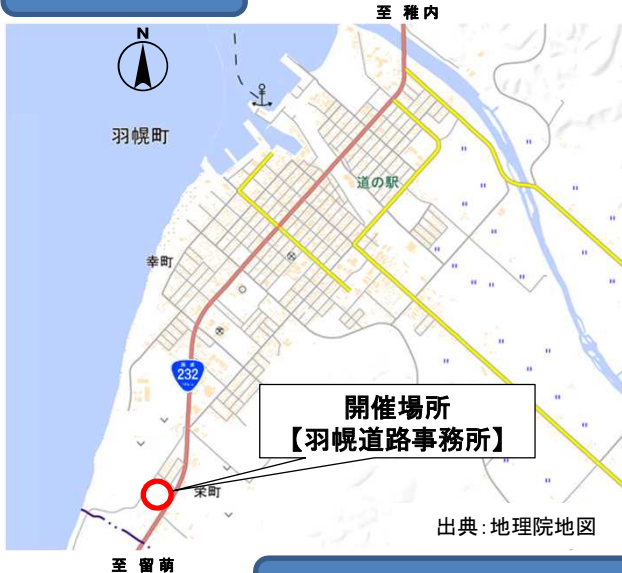 至 稚内
N
羽幌町
道の駅
幸町
232
開催場所
【羽幌道路事務所】
栄町
出典:地理院地図
至 留萌